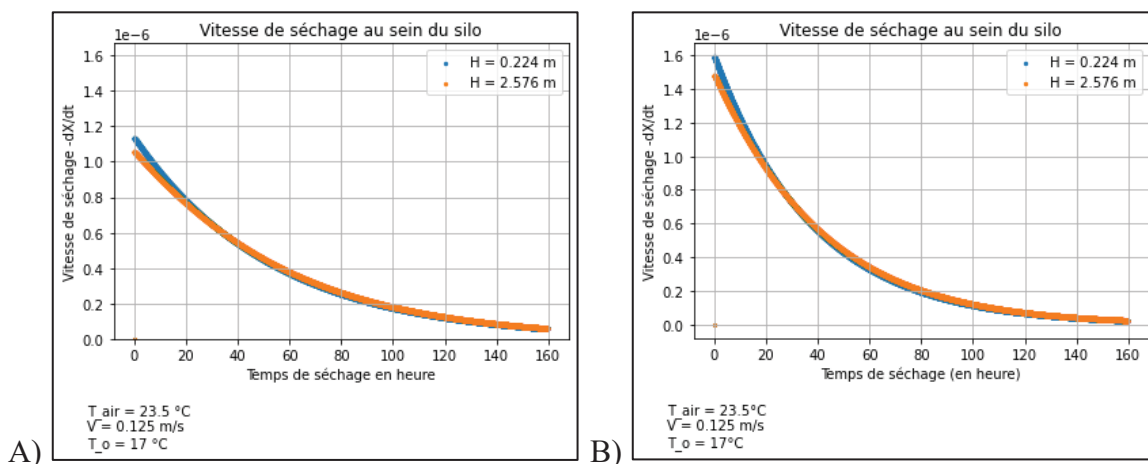 Vitesse de séchage au sein du silo
1e−6
H = 0.224 m
H = 2.576 m
1.6
1.4
1.2
1.0
0.8
0.6
0.4
0.2
0.0
Vitesse de séchage -dX/dt
0 20 40 60 80 100 120 140 160
Temps de séchage en heure
T_air = 23.5 °C
V = 0.125 m/s
T_o = 17 °C
A)
Vitesse de séchage au sein du silo
1e−6
H = 0.224 m
H = 2.576 m
1.6
1.4
1.2
1.0
0.8
0.6
0.4
0.2
0.0
Vitesse de séchage -dX/dt
0 20 40 60 80 100 120 140 160
Temps de séchage (en heure)
T_air = 23.5°C
V = 0.125 m/s
T_o = 17°C
B)